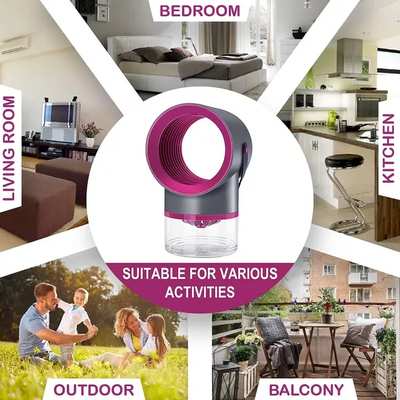 BEDROOM
LIVING ROOM
KITCHEN
SUITABLE FOR VARIOUS
ACTIVITIES
OUTDOOR
BALCONY